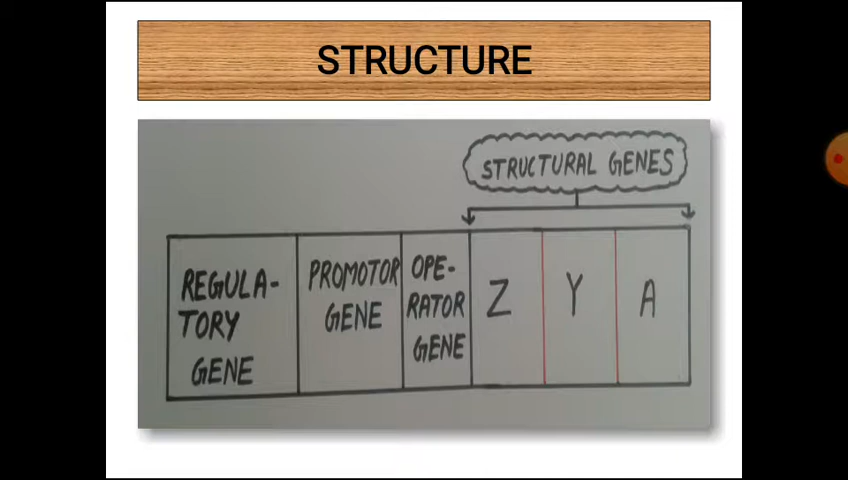 STRUCTURE
STRUCTURAL GENES
REGULA-
TORY
GENE
PROMOTOR
GENE
OPE-
RATOR
GENE
Z
Y
A